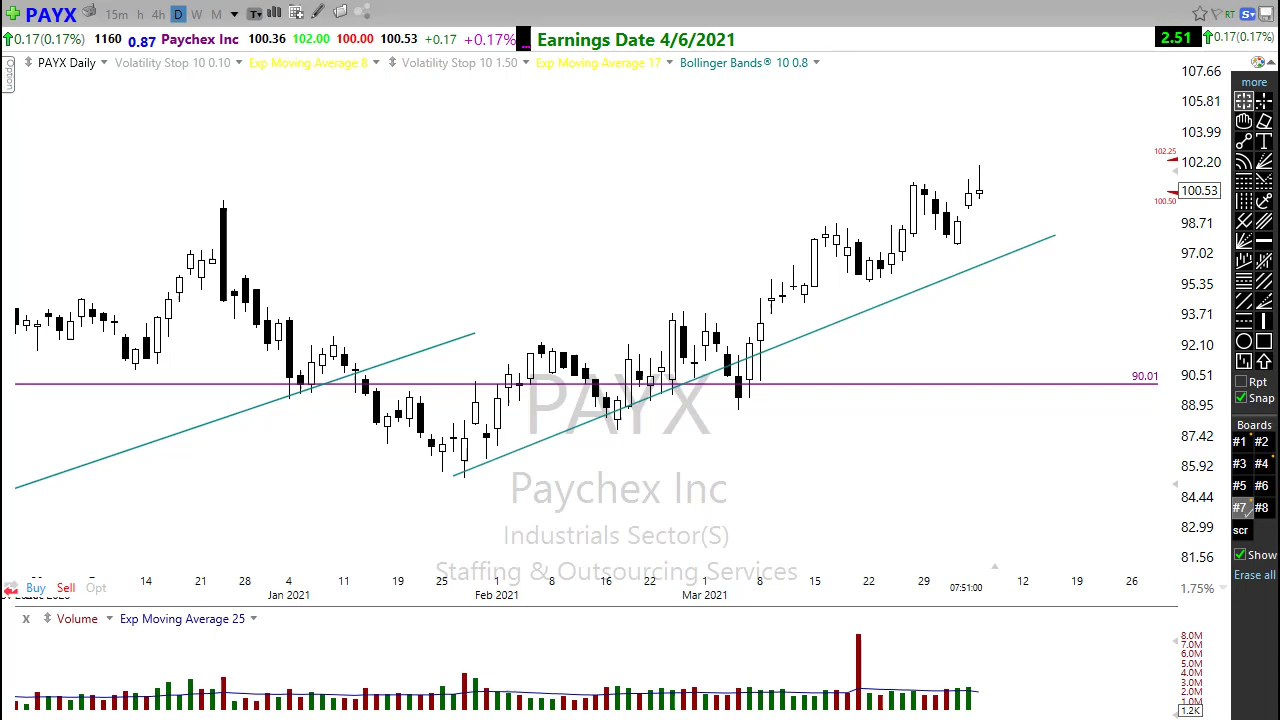 PAYX 15m h 4h D W M T RT S
0.17(0.17%) 1160 0.87 Paychex Inc 100.36 102.00 100.00 100.53 +0.17 +0.17% ... Earnings Date 4/6/2021 2.51 0.17(0.17%)
Option
PAYX Daily Volatility Stop 10 0.10 Exp Moving Average 8 Volatility Stop 10 1.50 Exp Moving Average 17 Bollinger Bands® 10 0.8
107.66
105.81
103.99
102.25
102.20
100.53
100.50
98.71
97.02
95.35
93.71
92.10
90.51
90.01
88.95
87.42
85.92
84.44
82.99
81.56
PAYX
Paychex Inc
Industrials Sector(S)
Staffing & Outsourcing Services
14 21 28 4 11 19 25 1 8 16 22 1 8 15 22 29 12 19 26
Buy Sell Opt
Jan 2021 Feb 2021 Mar 2021
07:51:00
1.75%
X Volume Exp Moving Average 25
8.0M
7.0M
6.0M
5.0M
4.0M
3.0M
2.0M
1.0M
1.2K
more
T
Rpt
Snap
Boards
#1 #2
#3 #4
#5 #6
#7 #8
scr
Show
Erase all